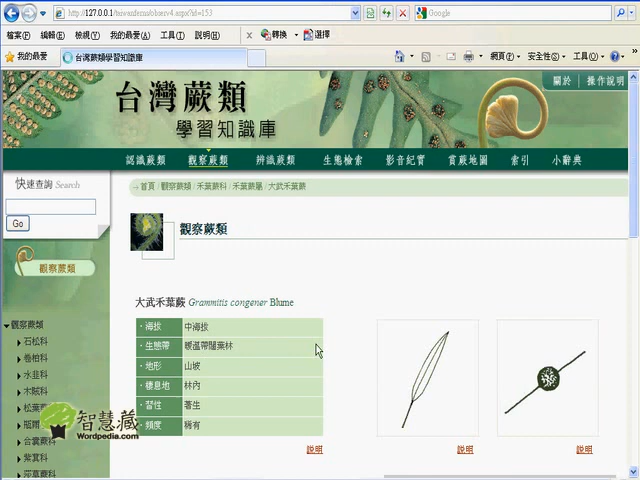 http://127.0.0.1/taiwanferns/observ4.aspx?id=153
Google
檔案(F) 編輯(E) 檢視(V) 我的最愛(A) 工具(T) 說明(H) x 轉換 選擇
我的最愛 台灣蕨類學習知識庫 網頁(P) 安全性(S) 工具(O)
關於 操作說明
台灣蕨類
學習知識庫
認識蕨類 觀察蕨類 辨識蕨類 生態檢索 影音紀實 賞蕨地圖 索引 小辭典
快速查詢 Search
首頁 / 觀察蕨類 / 禾葉蕨科 / 禾葉蕨屬 / 大武禾葉蕨
Go
觀察蕨類
觀察蕨類
大武禾葉蕨 Grammitis congener Blume
海拔 中海拔
生態帶 暖溫帶闊葉林
地形 山坡
棲息地 林內
習性 著生
頻度 稀有
說明 說明 說明
觀察蕨類
石松科
卷柏科
水韭科
木賊科
松葉
瓶爾
合囊蕨科
紫萁科
莎草蕨科
智慧藏
Wordpedia.com